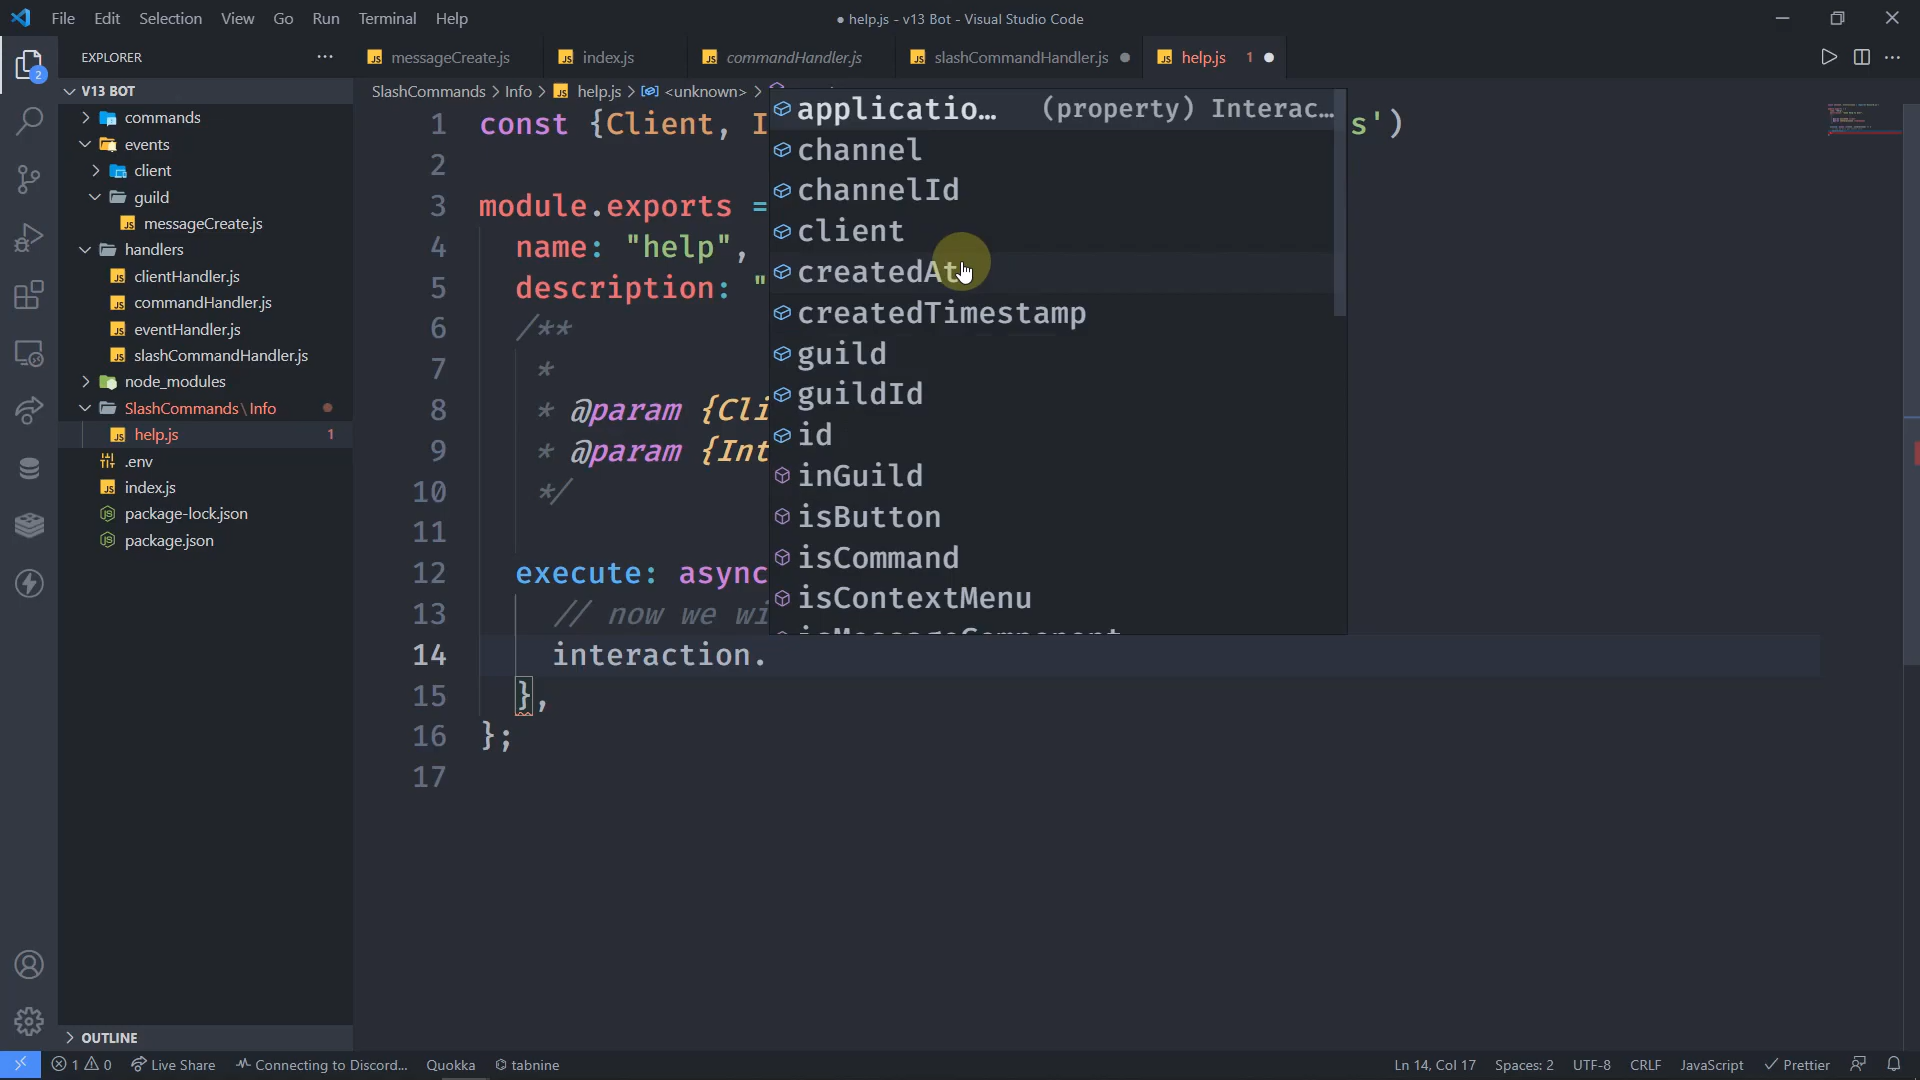 File Edit Selection View Go Run Terminal Help
● help.js - v13 Bot - Visual Studio Code
EXPLORER
messageCreate.js
index.js
commandHandler.js
slashCommandHandler.js
help.js 1
V13 BOT
commands
events
client
guild
messageCreate.js
handlers
clientHandler.js
commandHandler.js
eventHandler.js
slashCommandHandler.js
node_modules
SlashCommands\Info
help.js 1
.env
index.js
package-lock.json
package.json
OUTLINE
2
SlashCommands > Info > help.js > <unknown> >
1 const {Client, I s')
2
3 module.exports =
4 name: "help",
5 description: "
6 /**
7 *
8 * @param {Cli
9 * @param {Int
10 */
11
12 execute: async
13 // now we wi
14 interaction.
15 },
16 };
17
applicatio… (property) Interac…
channel
channelId
client
createdAt
createdTimestamp
guild
guildId
id
inGuild
isButton
isCommand
isContextMenu
isMessageComponent
1 0 Live Share Connecting to Discord... Quokka tabnine
Ln 14, Col 17 Spaces: 2 UTF-8 CRLF JavaScript Prettier